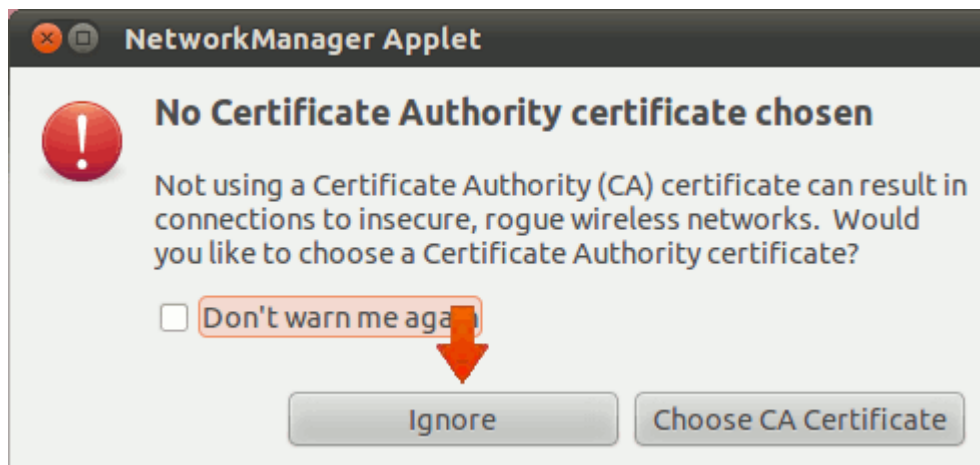 NetworkManager Applet
No Certificate Authority certificate chosen
Not using a Certificate Authority (CA) certificate can result in
connections to insecure, rogue wireless networks.  Would
you like to choose a Certificate Authority certificate?
Don't warn me again
Ignore
Choose CA Certificate